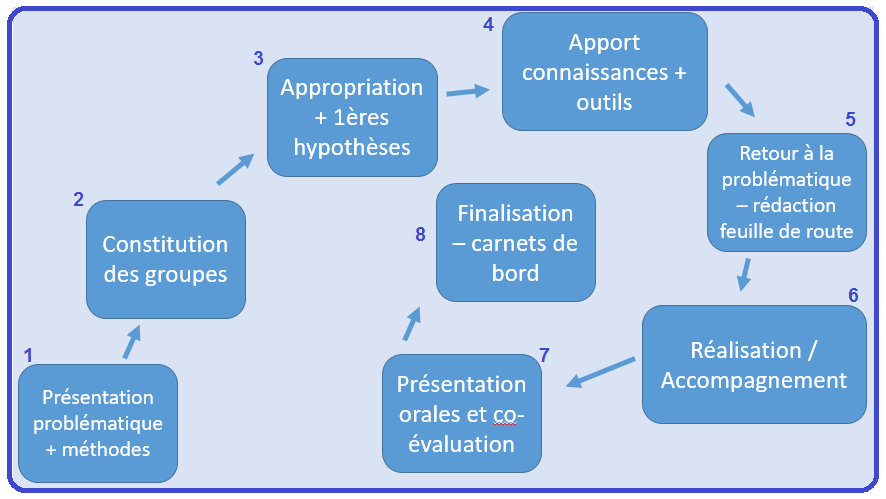 1
Présentation
problématique
+ méthodes
2
Constitution
des groupes
3
Appropriation
+ 1ères
hypothèses
4
Apport
connaissances +
outils
5
Retour à la
problématique
– rédaction
feuille de route
6
Réalisation /
Accompagnement
7
Présentation
orales et co-
évaluation
8
Finalisation
– carnets de
bord